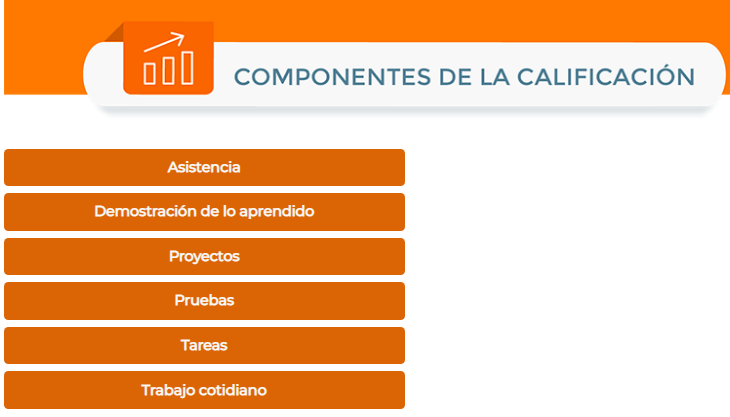 COMPONENTES DE LA CALIFICACIÓN
Asistencia
Demostración de lo aprendido
Proyectos
Pruebas
Tareas
Trabajo cotidiano